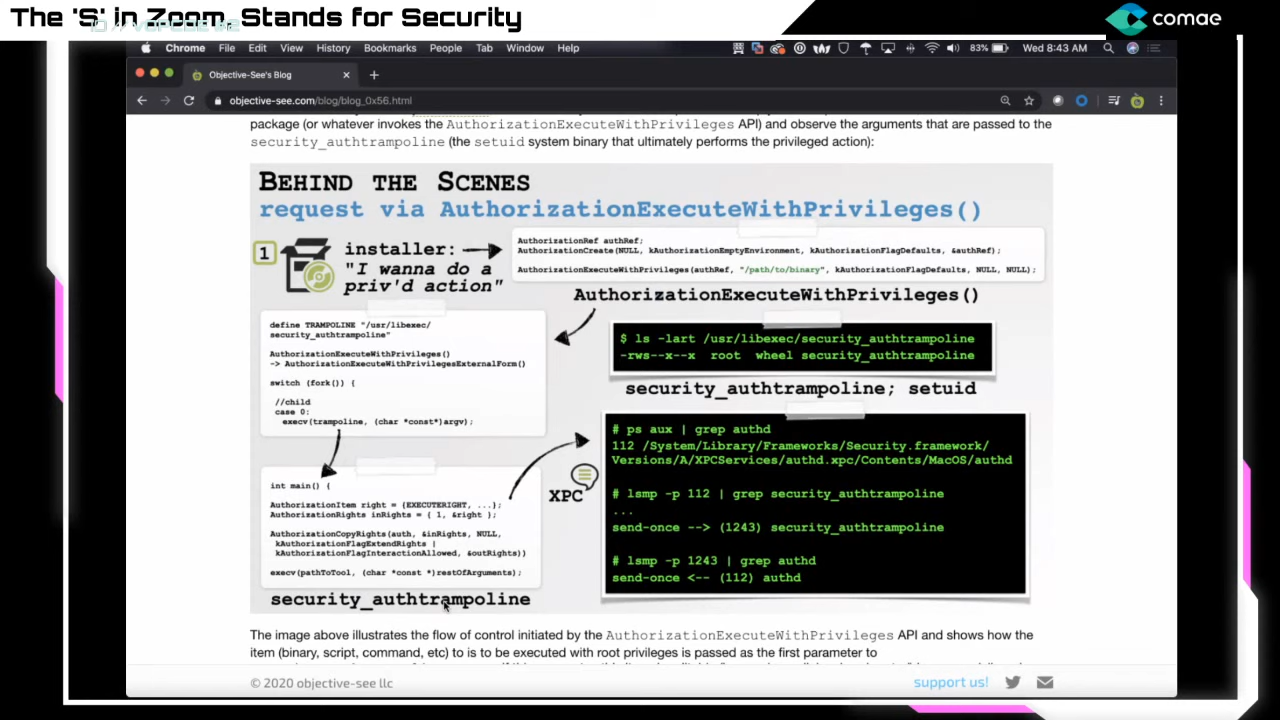 The 'S' in Zoom, Stands for Security
comae
Chrome File Edit View History Bookmarks People Tab Window Help
83% Wed 8:43 AM
Objective-See's Blog
objective-see.com/blog/blog_0x56.html
package (or whatever invokes the AuthorizationExecuteWithPrivileges API) and observe the arguments that are passed to the
security_authtrampoline (the setuid system binary that ultimately performs the privileged action):
BEHIND THE SCENES
request via AuthorizationExecuteWithPrivileges()
1
installer:
"I wanna do a
priv'd action"
AuthorizationRef authRef;
AuthorizationCreate(NULL, kAuthorizationEmptyEnvironment, kAuthorizationFlagDefaults, &authRef);
AuthorizationExecuteWithPrivileges(authRef, "/path/to/binary", kAuthorizationFlagDefaults, NULL, NULL);
AuthorizationExecuteWithPrivileges()
define TRAMPOLINE "/usr/libexec/
security_authtrampoline"
AuthorizationExecuteWithPrivileges()
-> AuthorizationExecuteWithPrivilegesExternalForm()
switch (fork()) {
//child
case 0:
execv(trampoline, (char *const*)argv);
$ ls -lart /usr/libexec/security_authtrampoline
-rws--x--x root wheel security_authtrampoline
security_authtrampoline; setuid
int main() {
AuthorizationItem right = {EXECUTERIGHT, ...};
AuthorizationRights inRights = { 1, &right };
AuthorizationCopyRights(auth, &inRights, NULL,
kAuthorizationFlagExtendRights |
kAuthorizationFlagInteractionAllowed, &outRights))
execv(pathToTool, (char *const *)restOfArguments);
security_authtrampoline
XPC
# ps aux | grep authd
112 /System/Library/Frameworks/Security.framework/
Versions/A/XPCServices/authd.xpc/Contents/MacOS/authd
# lsmp -p 112 | grep security_authtrampoline
...
send-once --> (1243) security_authtrampoline
# lsmp -p 1243 | grep authd
send-once <-- (112) authd
The image above illustrates the flow of control initiated by the AuthorizationExecuteWithPrivileges API and shows how the
item (binary, script, command, etc) to is to be executed with root privileges is passed as the first parameter to
© 2020 objective-see llc
support us!